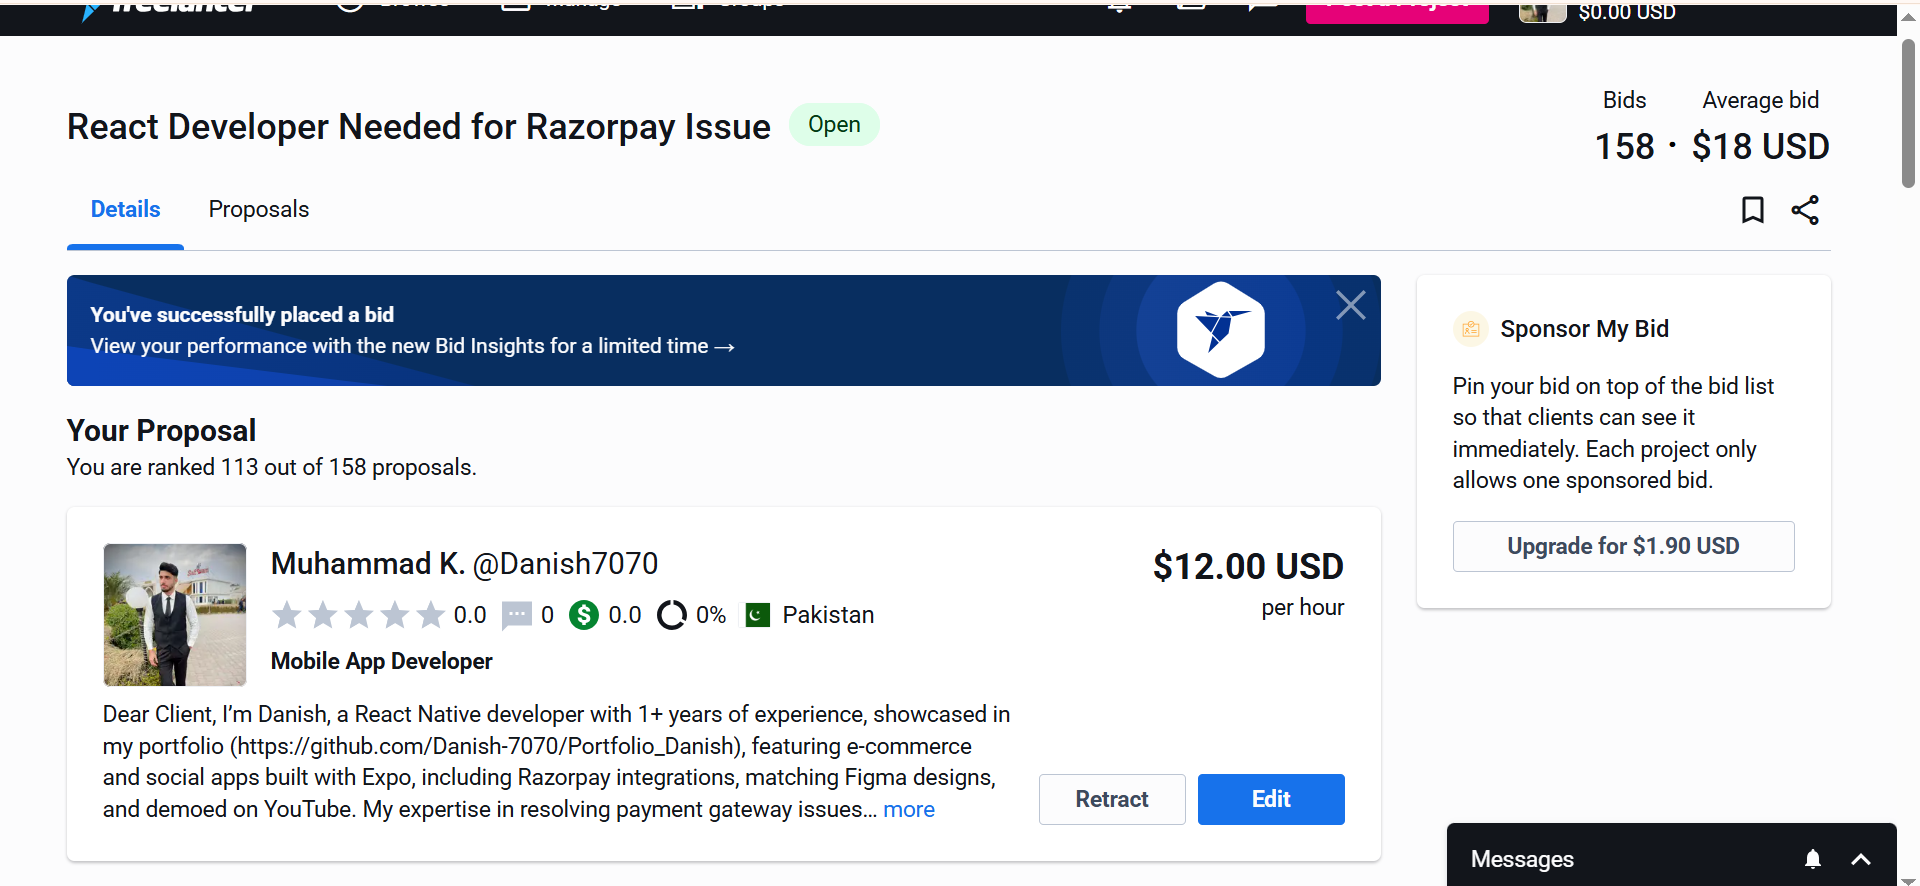 freelancer Browse Manage Groups Post a Project $0.00 USD
React Developer Needed for Razorpay Issue Open
Bids Average bid
158 · $18 USD
Details Proposals
You've successfully placed a bid
View your performance with the new Bid Insights for a limited time →
Your Proposal
You are ranked 113 out of 158 proposals.
Muhammad K. @Danish7070
0.0 0 $ 0.0 0% Pakistan
Mobile App Developer
$12.00 USD
per hour
Dear Client, I’m Danish, a React Native developer with 1+ years of experience, showcased in
my portfolio (https://github.com/Danish-7070/Portfolio_Danish), featuring e-commerce
and social apps built with Expo, including Razorpay integrations, matching Figma designs,
and demoed on YouTube. My expertise in resolving payment gateway issues... more
Retract Edit
Sponsor My Bid
Pin your bid on top of the bid list
so that clients can see it
immediately. Each project only
allows one sponsored bid.
Upgrade for $1.90 USD
Messages